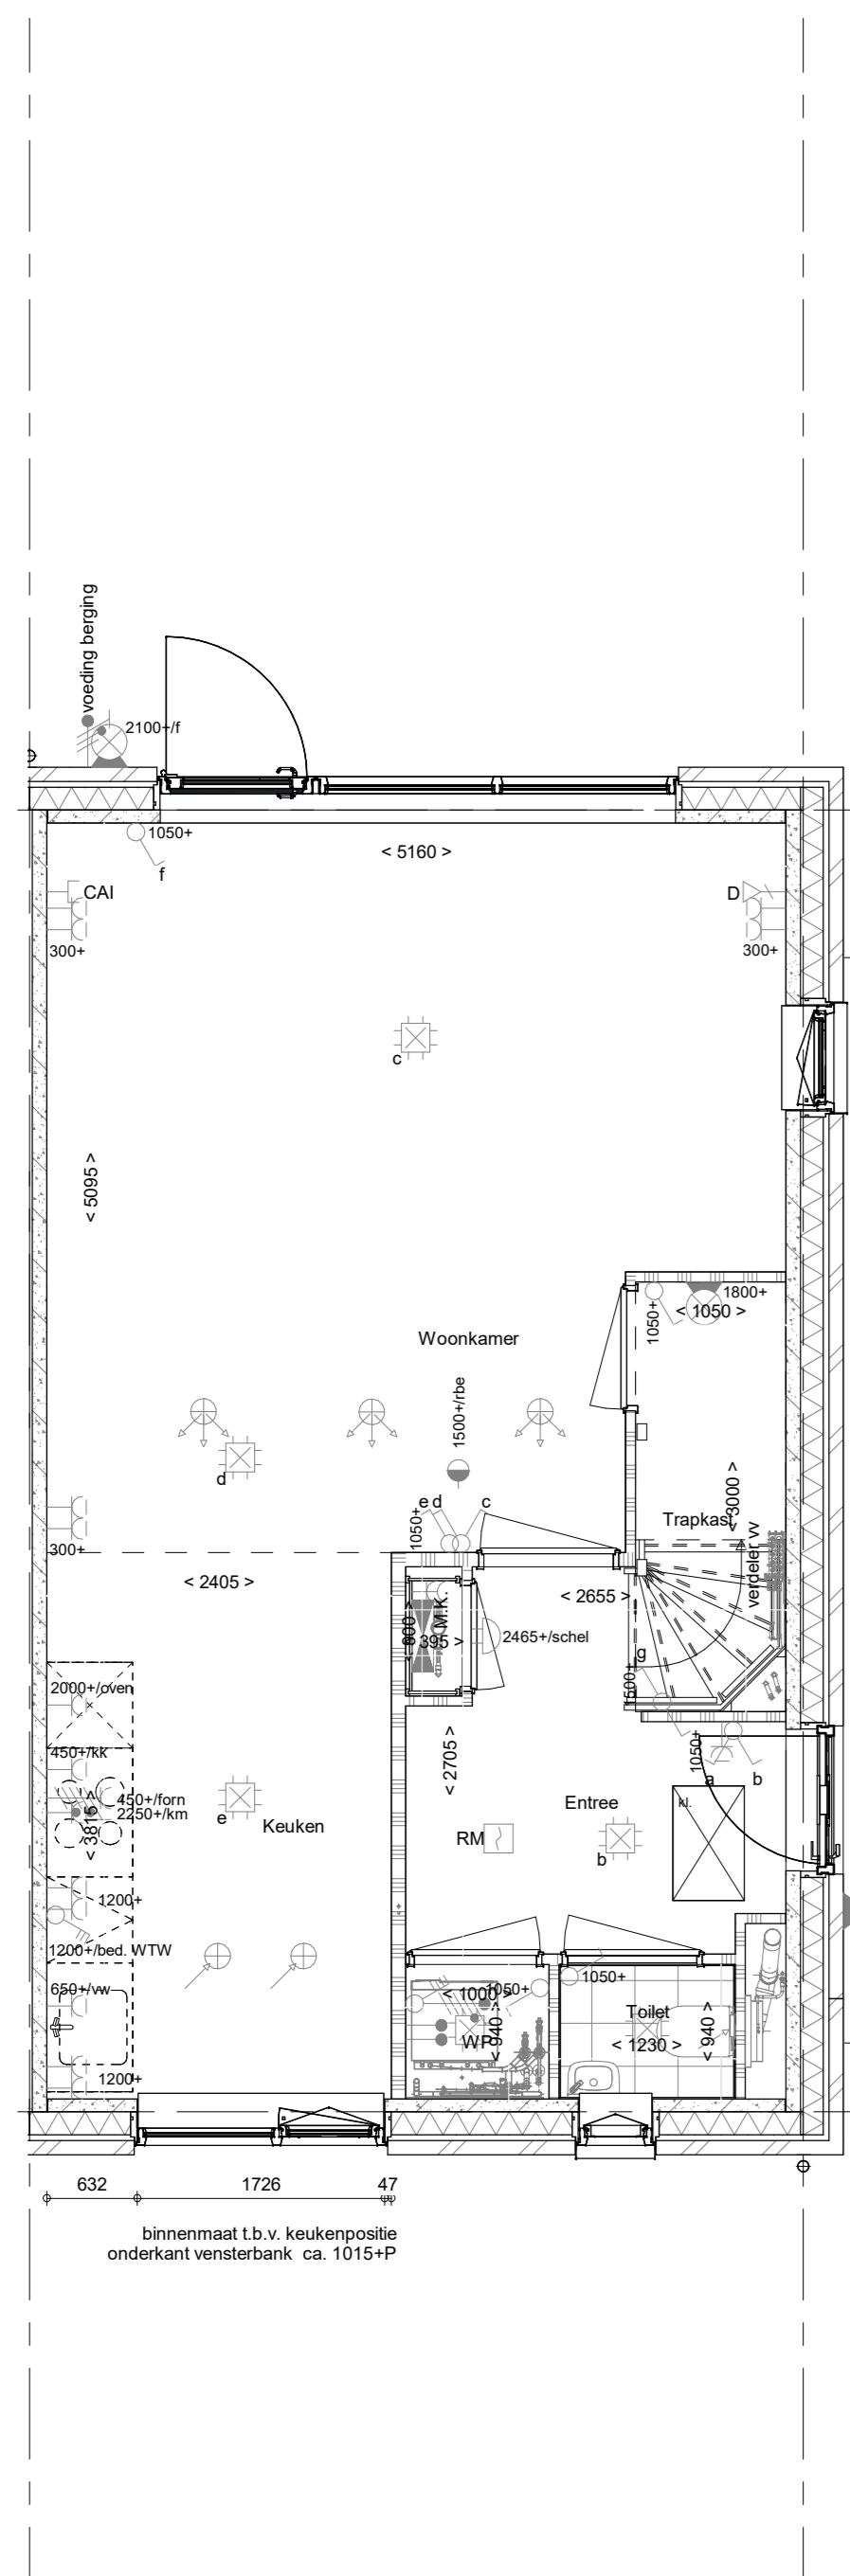 voeding berging
2100+/f
1050+
f
< 5160 >
CAI
300+
D
300+
c
< 5095 >
1800+
1050+
< 1050 >
Woonkamer
1500+/rbe
d
e d
c
1050+
300+
< 3000 >
Trapkast
verdeler vv
< 2405 >
< 2655 >
< 800 >
M.K.
395 >
2465+/schel
g
1500+
2000+/oven
450+/kk
450+/forn
2250+/km
< 3815 >
e
Keuken
< 2705 >
1050+
a
b
Entree
kl.
RM
b
1200+
1200+/bed. WTW
650+/vw
1200+
1050+
< 1000 >
WP
< 940 >
1050+
Toilet
< 1230 >
< 940 >
632
1726
47
binnenmaat t.b.v. keukenpositie
onderkant vensterbank ca. 1015+P